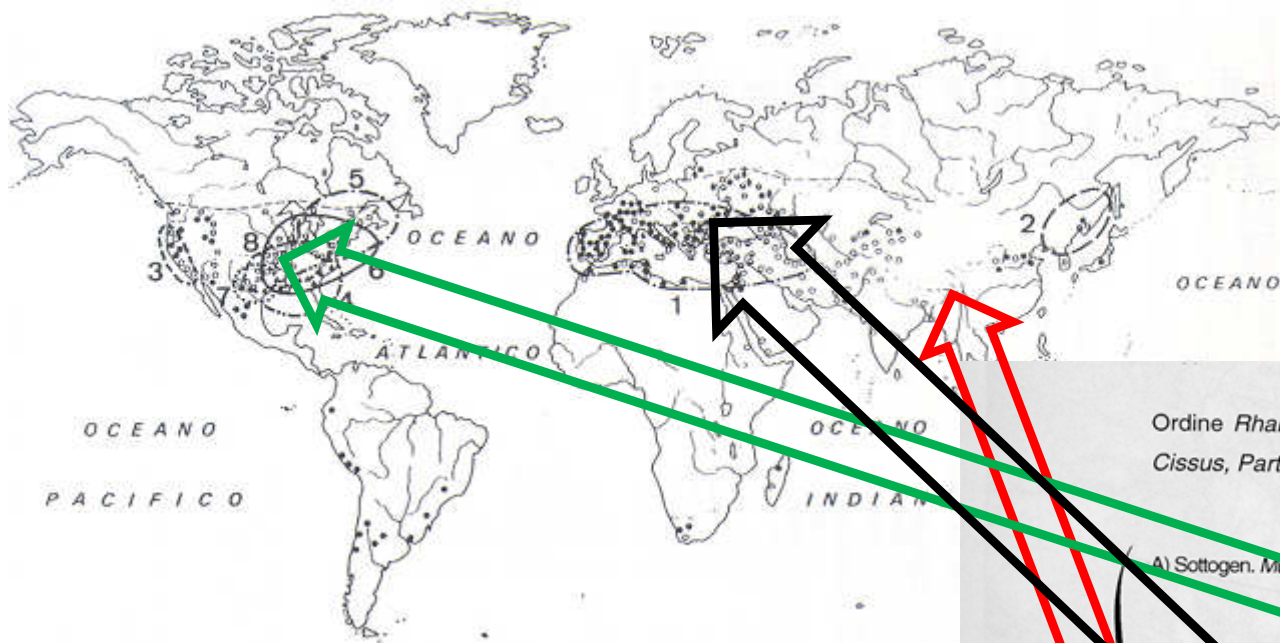 5
8
3
7
4
6
OCEANO
ATLANTICO
1
2
OCEANO
OCEANO
PACIFICO
OCEANO
INDIAN
Ordine Rha
Cissus, Part
A) Sottogen. M